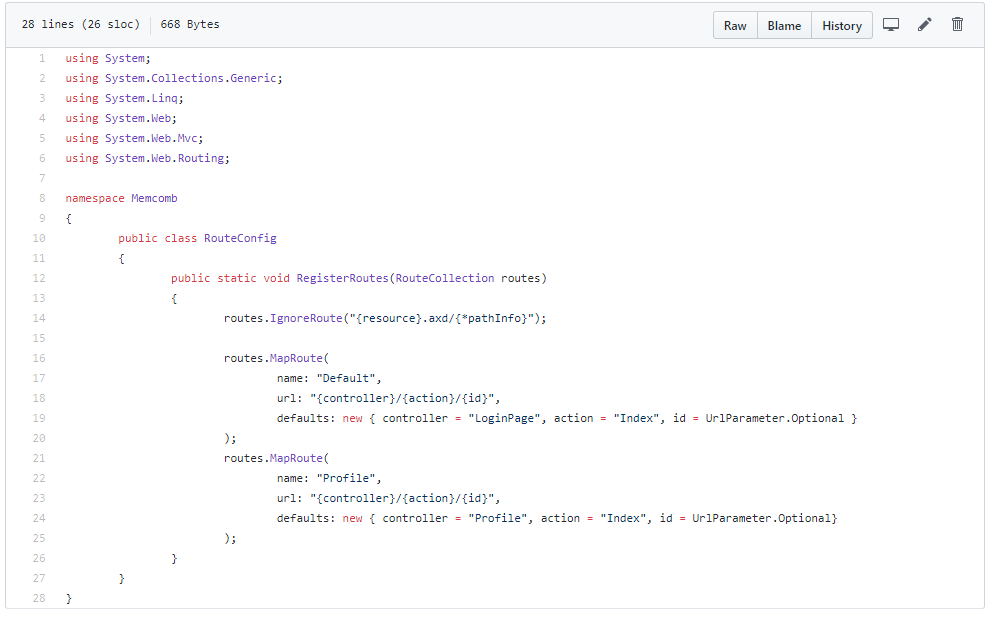 28 lines (26 sloc) 668 Bytes Raw Blame History
1 using System;
2 using System.Collections.Generic;
3 using System.Linq;
4 using System.Web;
5 using System.Web.Mvc;
6 using System.Web.Routing;
7
8 namespace Memcomb
9 {
10 public class RouteConfig
11 {
12 public static void RegisterRoutes(RouteCollection routes)
13 {
14 routes.IgnoreRoute("{resource}.axd/{*pathInfo}");
15
16 routes.MapRoute(
17 name: "Default",
18 url: "{controller}/{action}/{id}",
19 defaults: new { controller = "LoginPage", action = "Index", id = UrlParameter.Optional }
20 );
21 routes.MapRoute(
22 name: "Profile",
23 url: "{controller}/{action}/{id}",
24 defaults: new { controller = "Profile", action = "Index", id = UrlParameter.Optional}
25 );
26 }
27 }
28 }